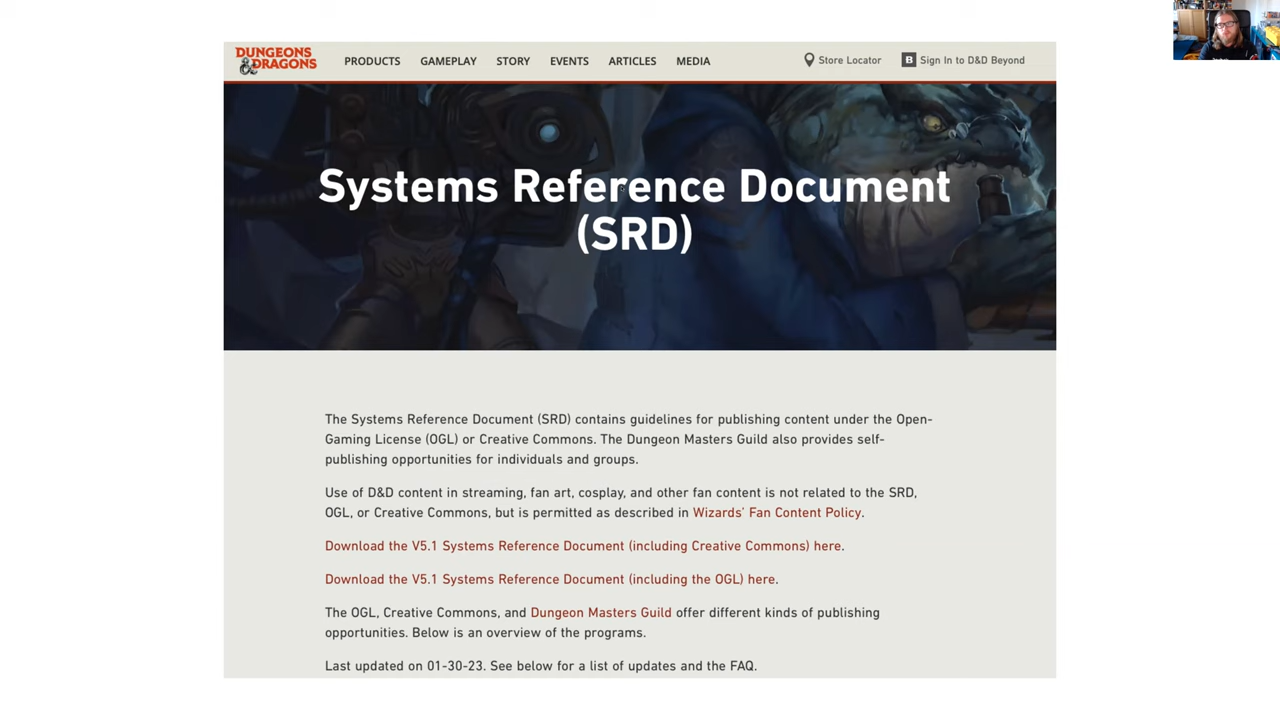 DUNGEONS & DRAGONS
PRODUCTS GAMEPLAY STORY EVENTS ARTICLES MEDIA Store Locator B Sign In to D&D Beyond
Systems Reference Document
(SRD)
The Systems Reference Document (SRD) contains guidelines for publishing content under the Open-
Gaming License (OGL) or Creative Commons. The Dungeon Masters Guild also provides self-
publishing opportunities for individuals and groups.
Use of D&D content in streaming, fan art, cosplay, and other fan content is not related to the SRD,
OGL, or Creative Commons, but is permitted as described in Wizards' Fan Content Policy.
Download the V5.1 Systems Reference Document (including Creative Commons) here.
Download the V5.1 Systems Reference Document (including the OGL) here.
The OGL, Creative Commons, and Dungeon Masters Guild offer different kinds of publishing
opportunities. Below is an overview of the programs.
Last updated on 01-30-23. See below for a list of updates and the FAQ.